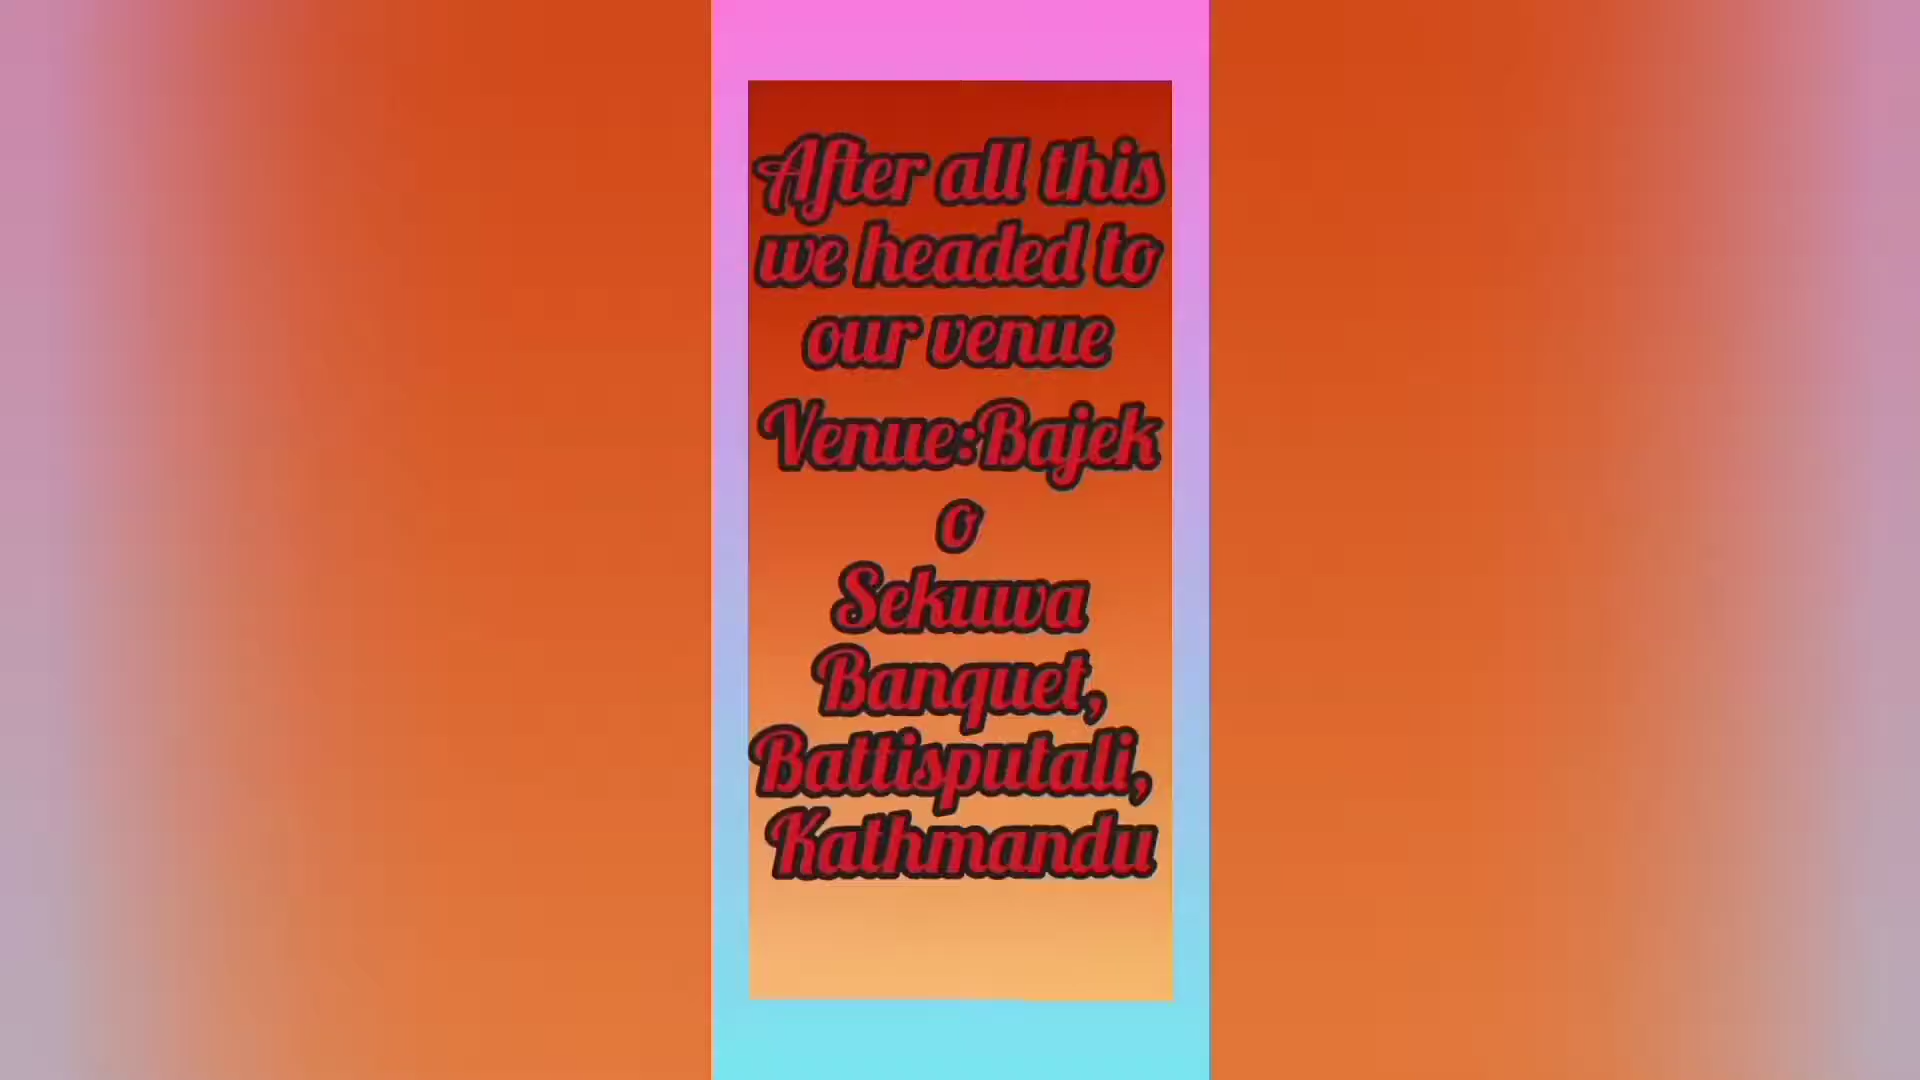 After all this
we headed to
our venue
Venue:Bajek
o
Sekuwa
Banquet,
Battisputali,
Kathmandu